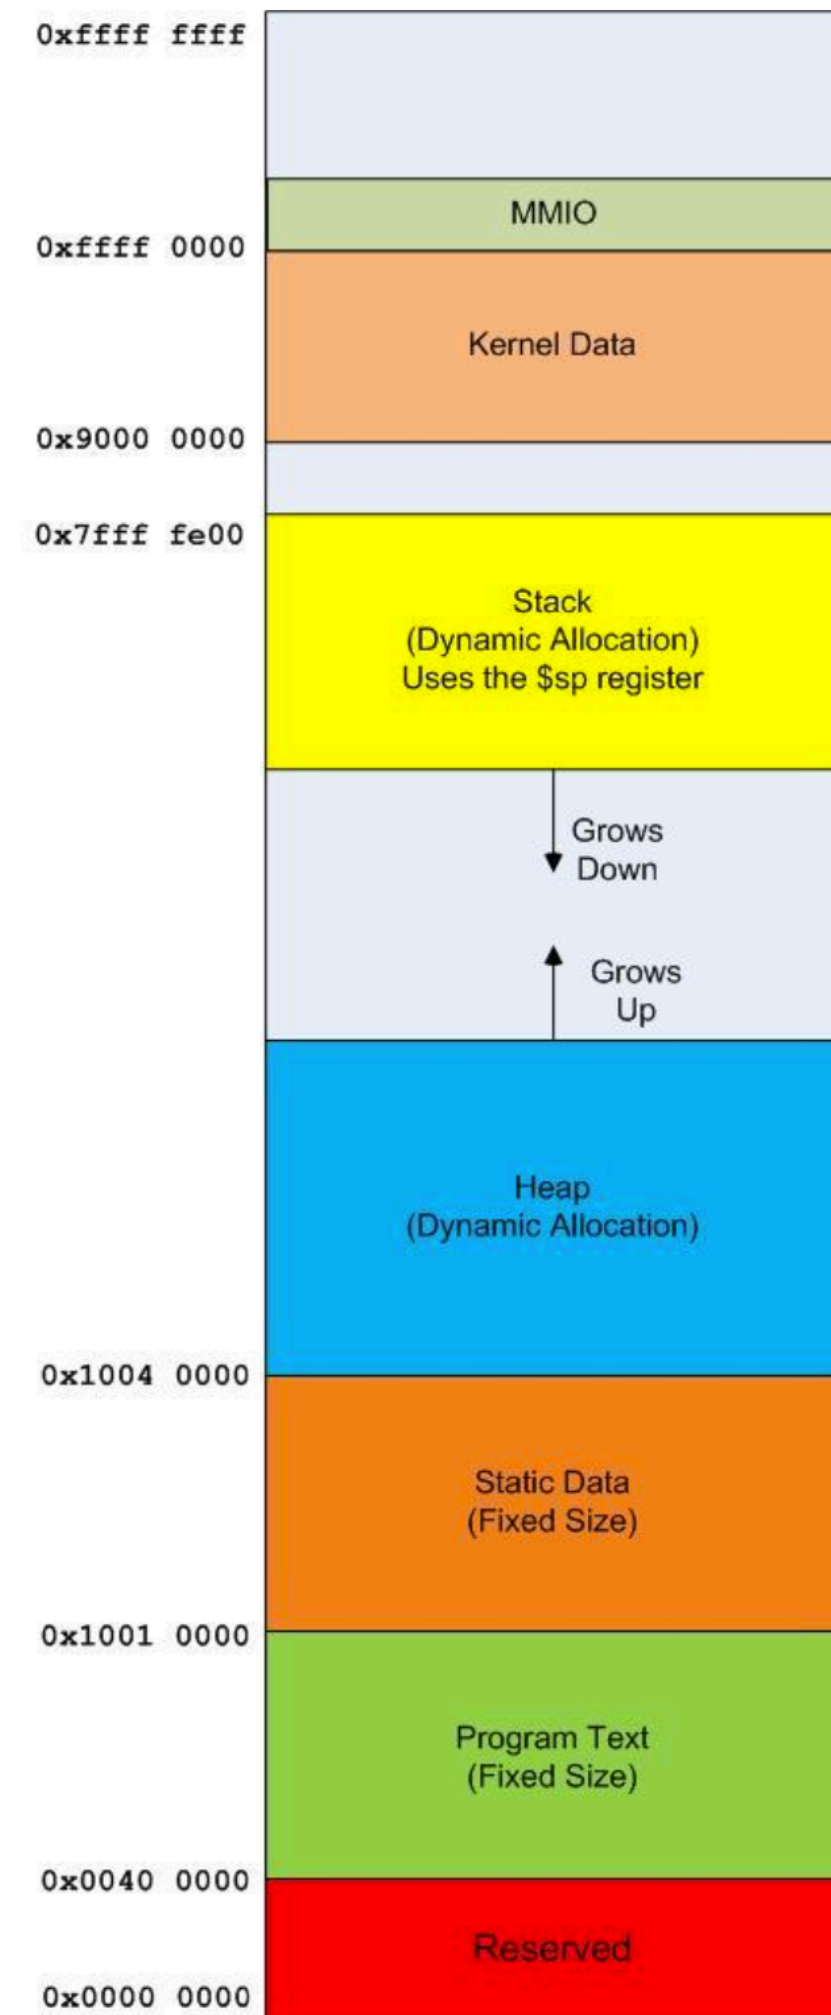 0xffff ffff
MMIO
0xffff 0000
Kernel Data
0x9000 0000
0x7fff fe00
Stack
(Dynamic Allocation)
Uses the $sp register
Grows
Down
Grows
Up
Heap
(Dynamic Allocation)
0x1004 0000
Static Data
(Fixed Size)
0x1001 0000
Program Text
(Fixed Size)
0x0040 0000
Reserved
0x0000 0000